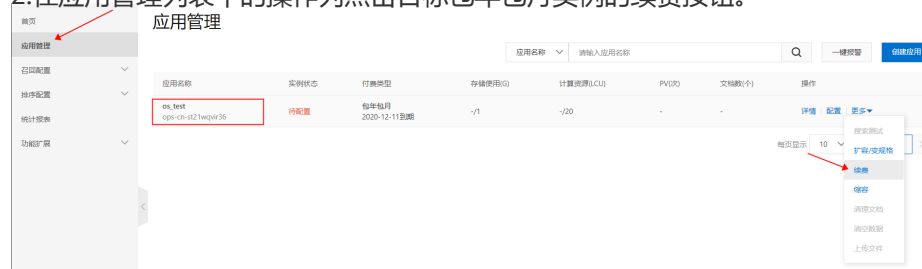 2.在应用管理列表中的操作列点击目标包年包月实例的续费按钮。
首页
应用管理
应用管理
召回配置
排序配置
统计报表
功能扩展
应用名称
请输入应用名称
一键报警
创建应用
应用名称 实例状态 付费类型 存储使用(G) 计算资源(LCU) PV(次) 文档数(个) 操作
os_test 待配置 包年包月 -/1 -/20 - - 详情 配置 更多
ops-cn-st21wqvir36 2020-12-11到期
每页显示 10
搜索测试
扩容/变规格
续费
缩容
清理文档
清空数据
上传文件